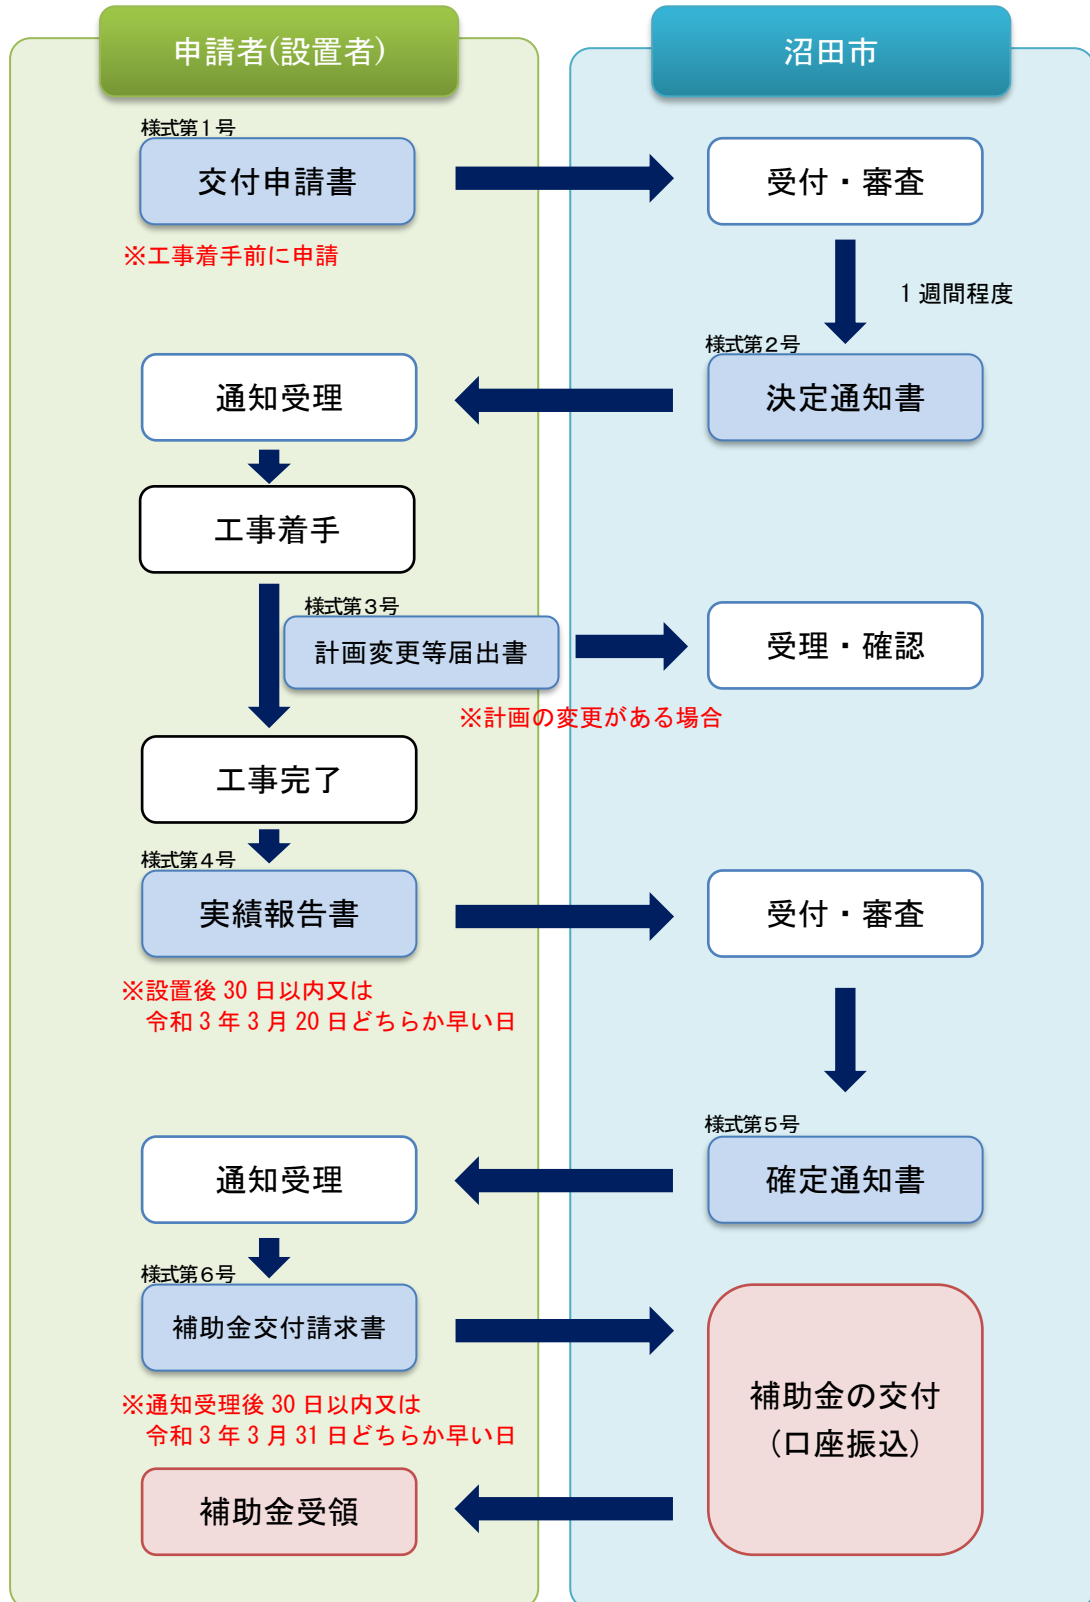 申請者(設置者)
沼田市
様式第1号
交付申請書
受付・審査
※工事着手前に申請
1週間程度
様式第2号
通知受理
決定通知書
工事着手
様式第3号
計画変更等届出書
受理・確認
※計画の変更がある場合
工事完了
様式第4号
実績報告書
受付・審査
※設置後30日以内又は
令和3年3月20日どちらか早い日
様式第5号
通知受理
確定通知書
様式第6号
補助金交付請求書
※通知受理後30日以内又は
令和3年3月31日どちらか早い日
補助金の交付
(口座振込)
補助金受領